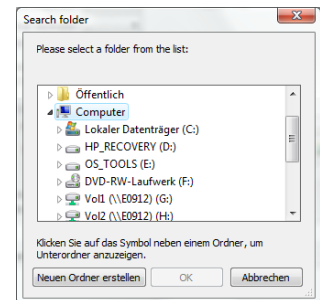 Search folder
Please select a folder from the list:
Öffentlich
Computer
Lokaler Datenträger (C:)
HP_RECOVERY (D:)
OS_TOOLS (E:)
DVD-RW-Laufwerk (F:)
Vol1 (\\E0912) (G:)
Vol2 (\\E0912) (H:)
Klicken Sie auf das Symbol neben einem Ordner, um
Unterordner anzuzeigen.
Neuen Ordner erstellen OK Abbrechen